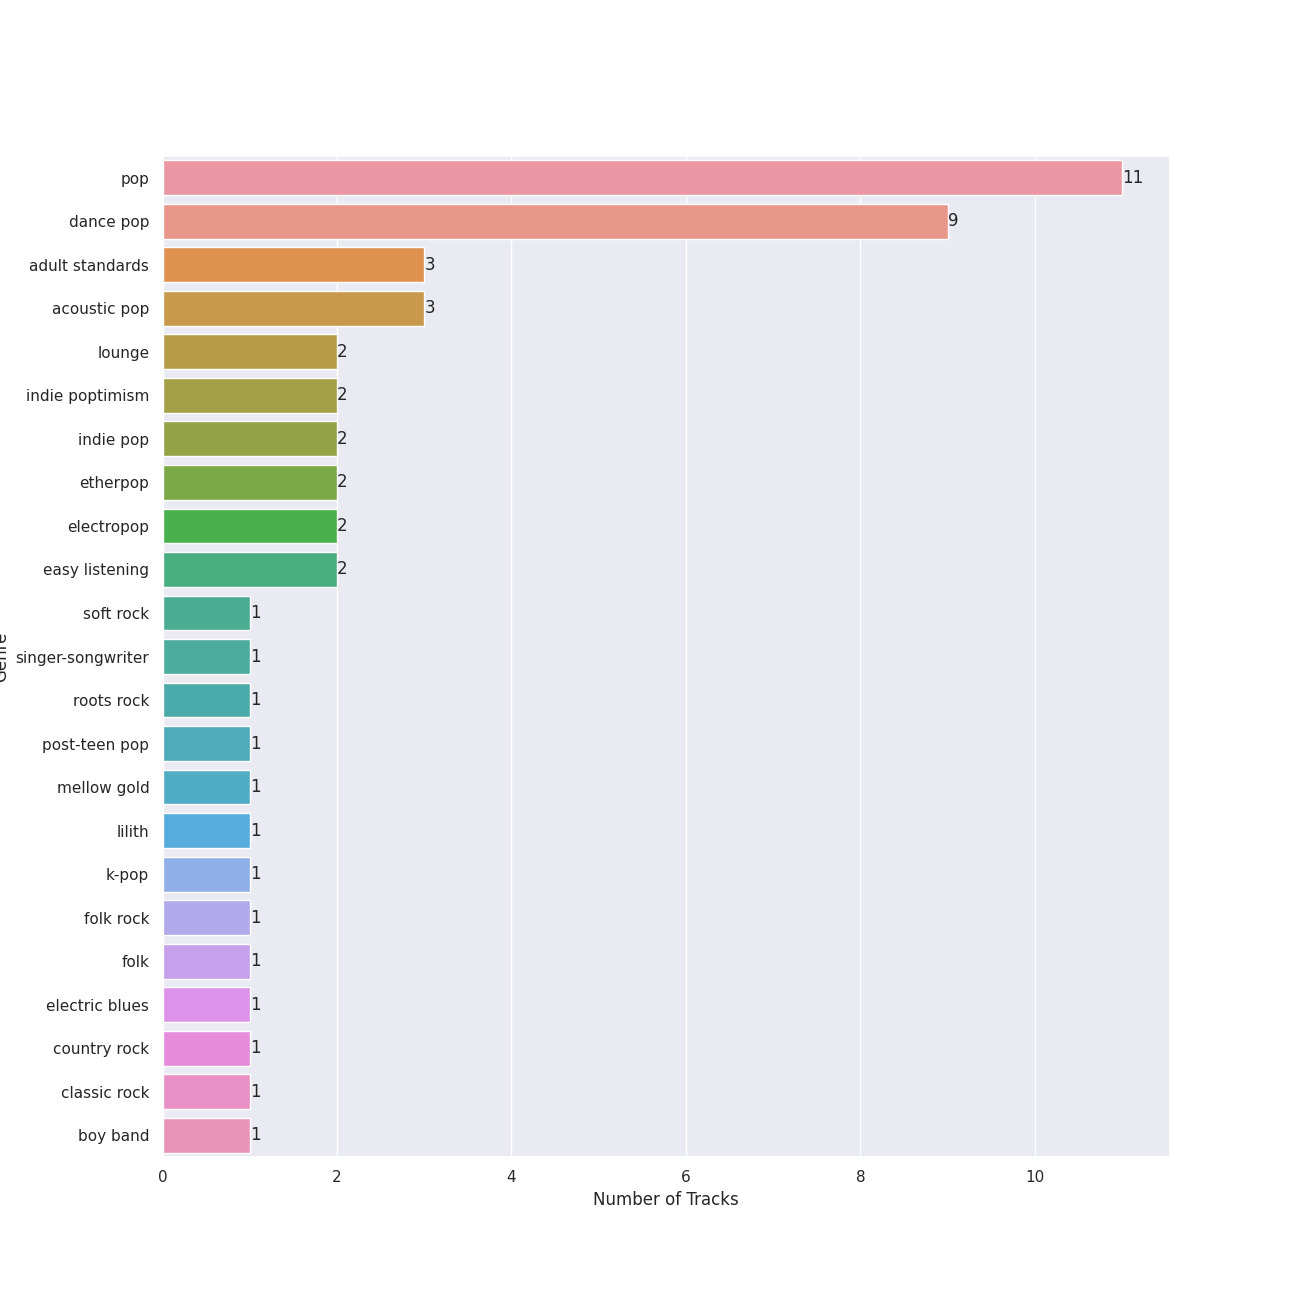 pop 11
dance pop 9
adult standards 3
acoustic pop 3
lounge 2
indie poptimism 2
indie pop 2
etherpop 2
electropop 2
easy listening 2
soft rock 1
singer-songwriter 1
roots rock 1
post-teen pop 1
mellow gold 1
lilith 1
k-pop 1
folk rock 1
folk 1
electric blues 1
country rock 1
classic rock 1
boy band 1
0 2 4 6 8 10
Number of Tracks
Genre